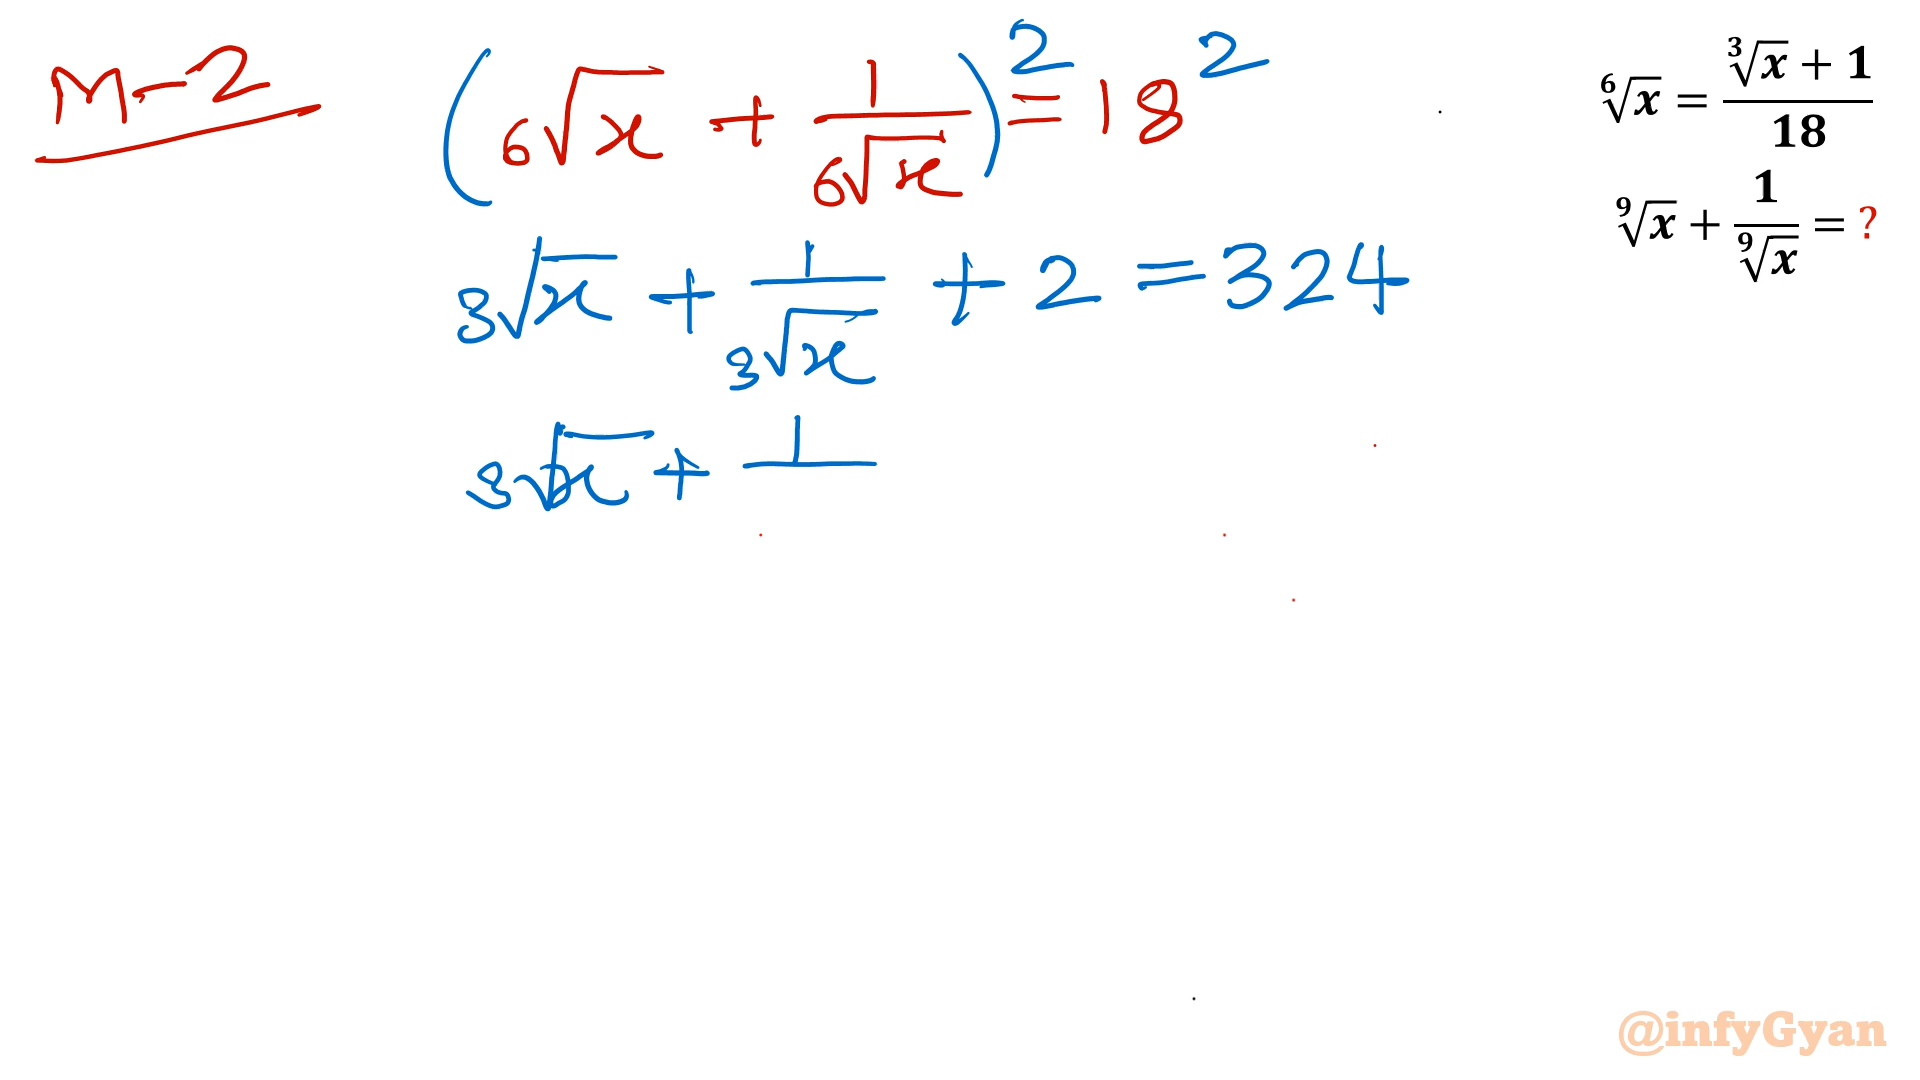 M-2
(⁶√x + 1/⁶√x)² = 18²
³√x + 1/³√x + 2 = 324
³√x + 1
⁶√x = (³√x + 1)/18
⁹√x + 1/⁹√x = ?
@infyGyan